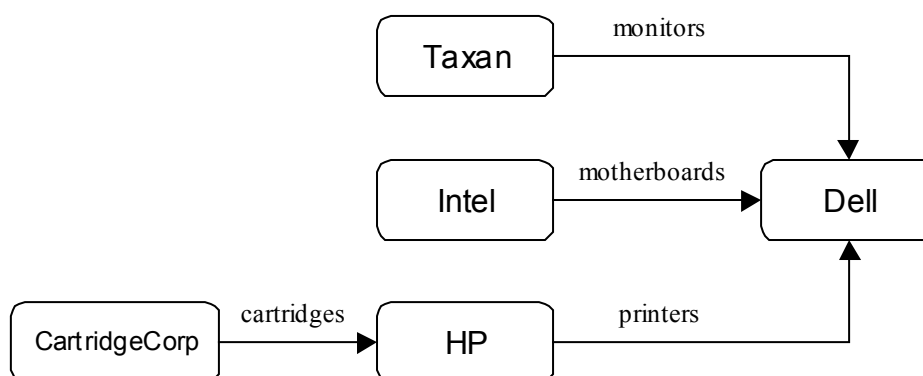 monitors
Taxan
motherboards
Intel
Dell
cartridges
printers
CartridgeCorp
HP